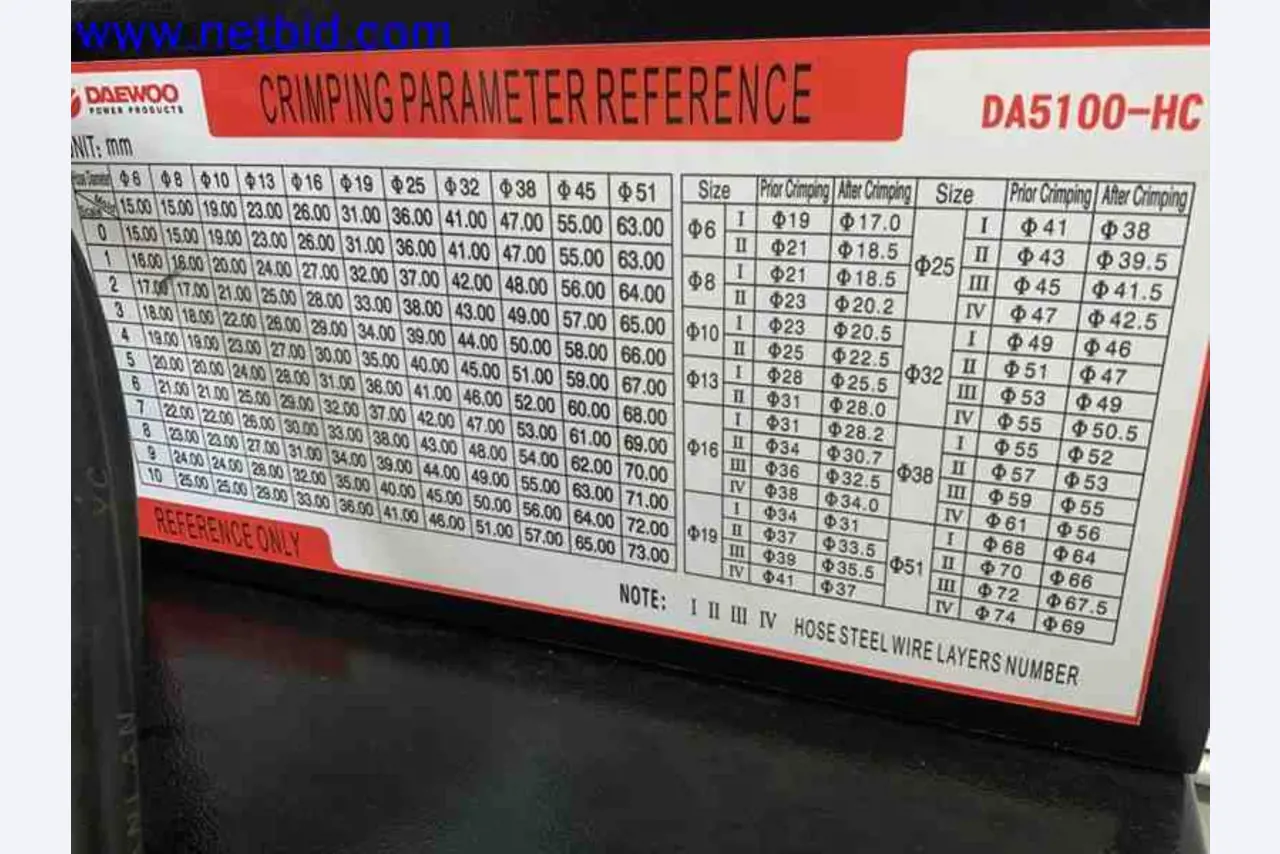 www.netbid.com
DAEWOO
POWER PRODUCTS
CRIMPING PARAMETER REFERENCE
DA5100-HC
UNIT: mm
Hose Diameter Φ6 Φ8 Φ10 Φ13 Φ16 Φ19 Φ25 Φ32 Φ38 Φ45 Φ51
15.00 15.00 19.00 23.00 26.00 31.00 36.00 41.00 47.00 55.00 63.00
0 15.00 15.00 19.00 23.00 26.00 31.00 36.00 41.00 47.00 55.00 63.00
1 16.00 16.00 20.00 24.00 27.00 32.00 37.00 42.00 48.00 56.00 64.00
2 17.00 17.00 21.00 25.00 28.00 33.00 38.00 43.00 49.00 57.00 65.00
3 18.00 18.00 22.00 26.00 29.00 34.00 39.00 44.00 50.00 58.00 66.00
4 19.00 19.00 23.00 27.00 30.00 35.00 40.00 45.00 51.00 59.00 67.00
5 20.00 20.00 24.00 28.00 31.00 36.00 41.00 46.00 52.00 60.00 68.00
6 21.00 21.00 25.00 29.00 32.00 37.00 42.00 47.00 53.00 61.00 69.00
7 22.00 22.00 26.00 30.00 33.00 38.00 43.00 48.00 54.00 62.00 70.00
8 23.00 23.00 27.00 31.00 34.00 39.00 44.00 49.00 55.00 63.00 71.00
9 24.00 24.00 28.00 32.00 35.00 40.00 45.00 50.00 56.00 64.00 72.00
10 25.00 25.00 29.00 33.00 36.00 41.00 46.00 51.00 57.00 65.00 73.00
REFERENCE ONLY
Size Prior Crimping After Crimping
Φ6 I Φ19 Φ17.0
II Φ21 Φ18.5
Φ8 I Φ21 Φ18.5
II Φ23 Φ20.2
Φ10 I Φ23 Φ20.5
II Φ25 Φ22.5
Φ13 I Φ28 Φ25.5
II Φ31 Φ28.0
Φ16 I Φ31 Φ28.2
II Φ34 Φ30.7
III Φ36 Φ32.5
IV Φ38 Φ34.0
Φ19 I Φ34 Φ31
II Φ37 Φ33.5
III Φ39 Φ35.5
IV Φ41 Φ37
Size Prior Crimping After Crimping
Φ25 I Φ41 Φ38
II Φ43 Φ39.5
III Φ45 Φ41.5
IV Φ47 Φ42.5
Φ32 I Φ49 Φ46
II Φ51 Φ47
III Φ53 Φ49
IV Φ55 Φ50.5
Φ38 I Φ55 Φ52
II Φ57 Φ53
III Φ59 Φ55
IV Φ61 Φ56
Φ51 I Φ68 Φ64
II Φ70 Φ66
III Φ72 Φ67.5
IV Φ74 Φ69
NOTE: I II III IV HOSE STEEL WIRE LAYERS NUMBER